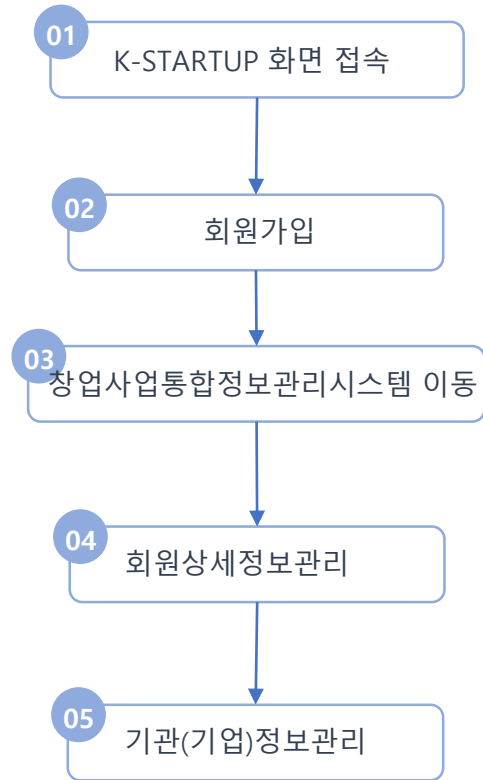 01
K-STARTUP 화면 접속
02
회원가입
03
창업사업통합정보관리시스템 이동
04
회원상세정보관리
05
기관(기업)정보관리